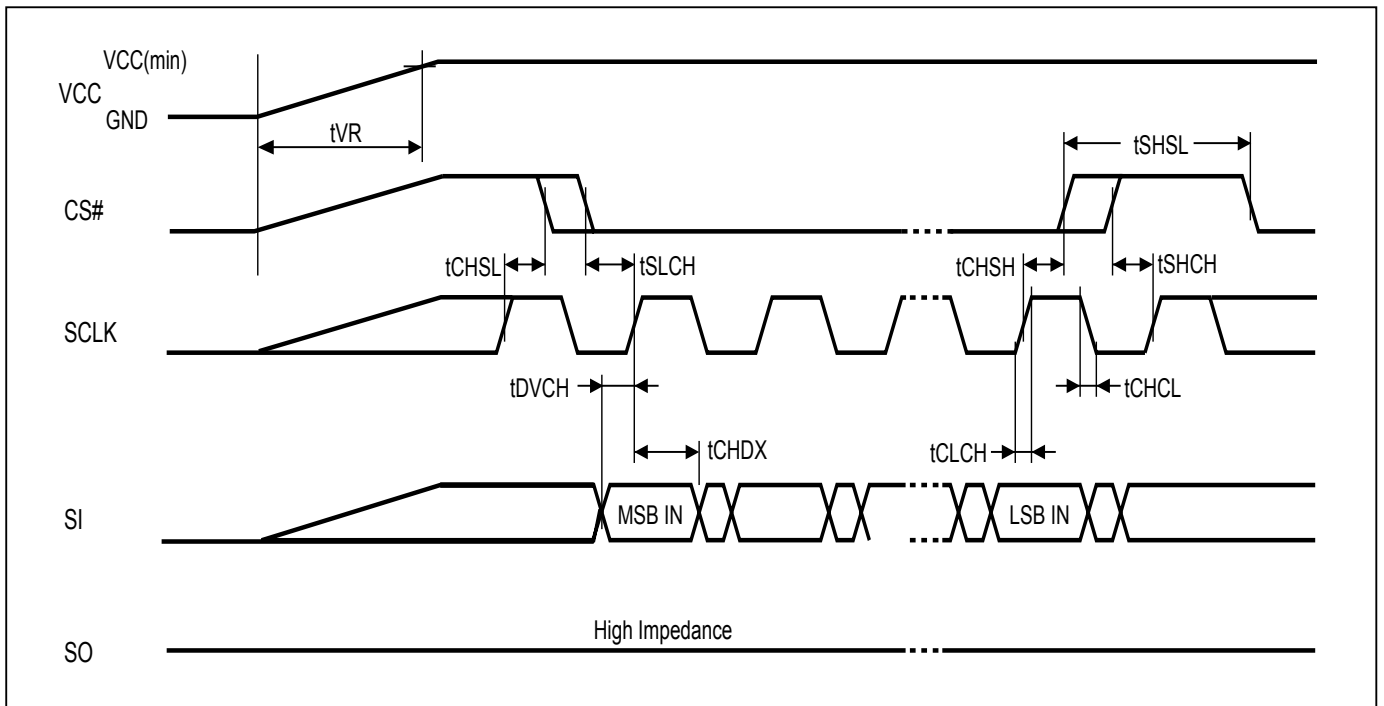 VCC(min)
VCC
GND
tVR
tSHSL
CS#
tCHSL
tSLCH
tCHSH
tSHCH
SCLK
tDVCH
tCHCL
tCHDX
tCLCH
SI
MSB IN
LSB IN
High Impedance
SO